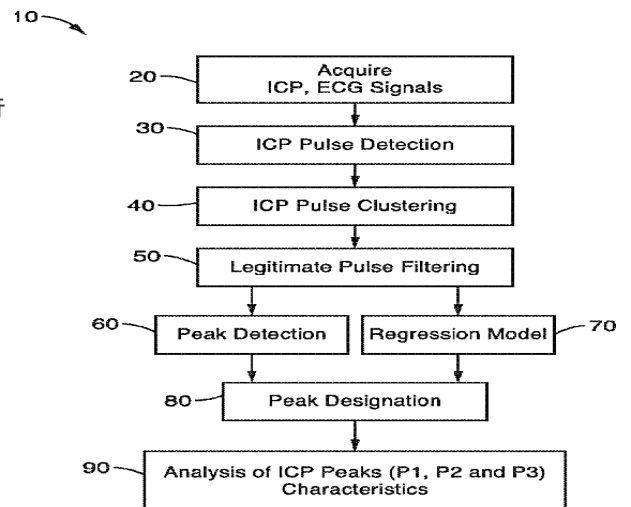 10
20
Acquire
ICP, ECG Signals
30
ICP Pulse Detection
40
ICP Pulse Clustering
50
Legitimate Pulse Filtering
60
Peak Detection
Regression Model
70
80
Peak Designation
90
Analysis of ICP Peaks (P1, P2 and P3)
Characteristics